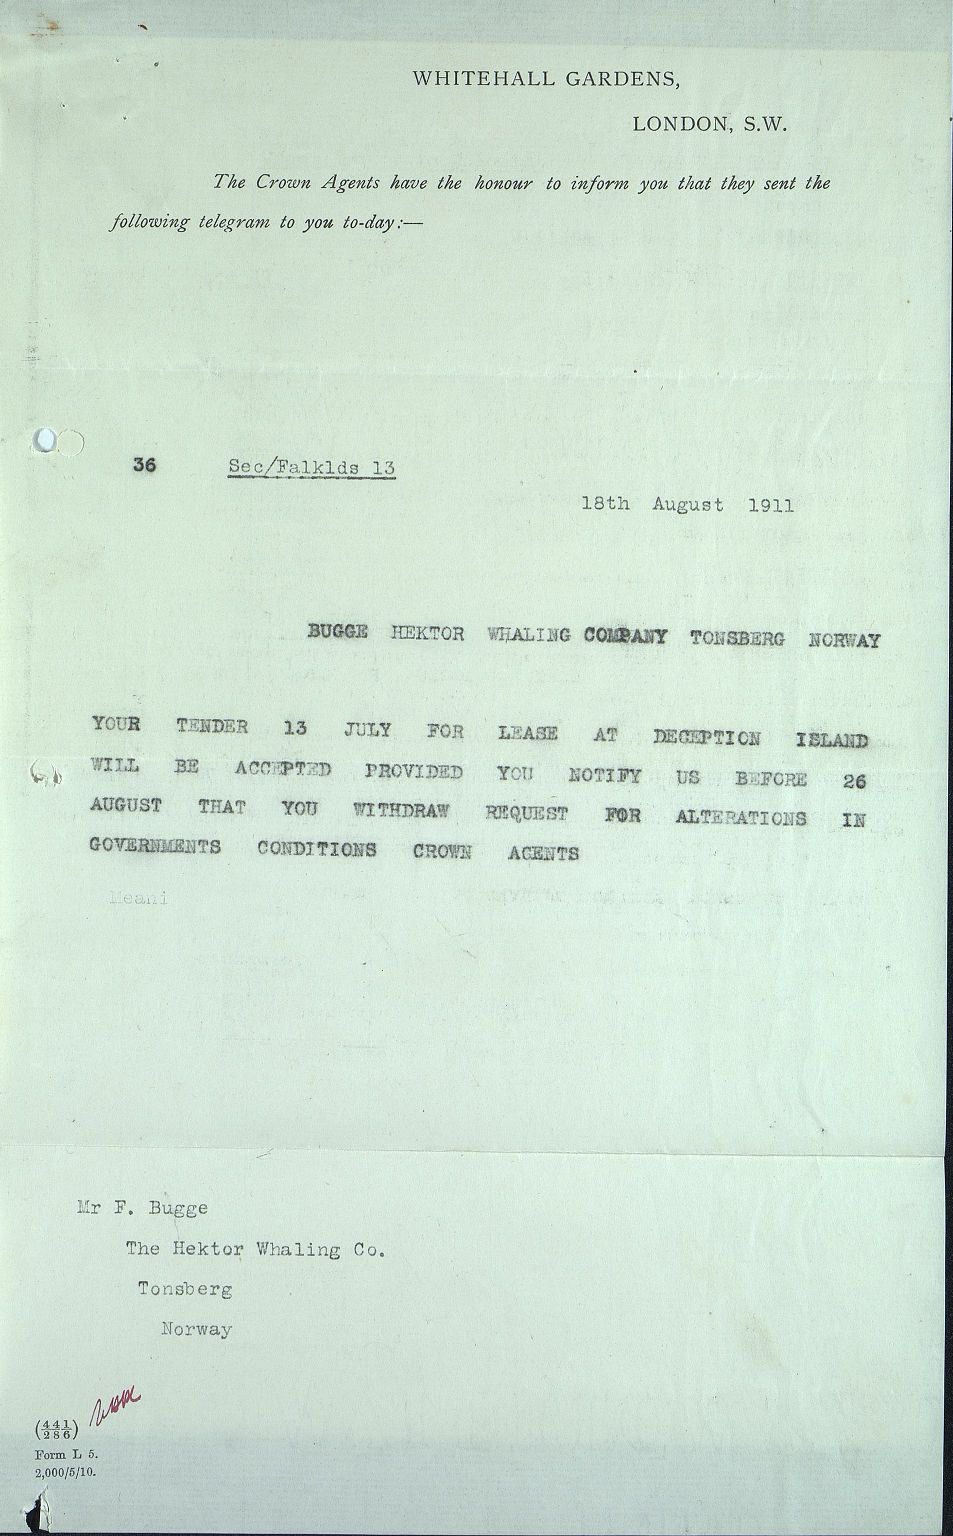 WHITEHALL GARDENS,
LONDON, S.W.
The Crown Agents have the honour to inform you that they sent the
following telegram to you to-day:—
36 Sec/Falklds 13
18th August 1911
BUGGE HEKTOR WHALING COMPANY TONSBERG NORWAY
YOUR TENDER 13 JULY FOR LEASE AT DECEPTION ISLAND
WILL BE ACCEPTED PROVIDED YOU NOTIFY US BEFORE 26
AUGUST THAT YOU WITHDRAW REQUEST FOR ALTERATIONS IN
GOVERNMENTS CONDITIONS CROWN AGENTS
Meani
Mr F. Bugge
The Hektor Whaling Co.
Tonsberg
Norway
(441/286)
Form L 5.
2,000/5/10.